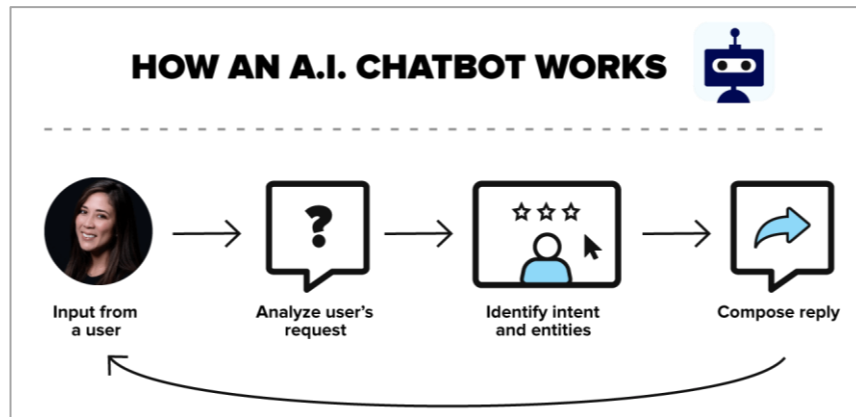 HOW AN A.I. CHATBOT WORKS
?
Input from
a user
Analyze user's
request
Identify intent
and entities
Compose reply